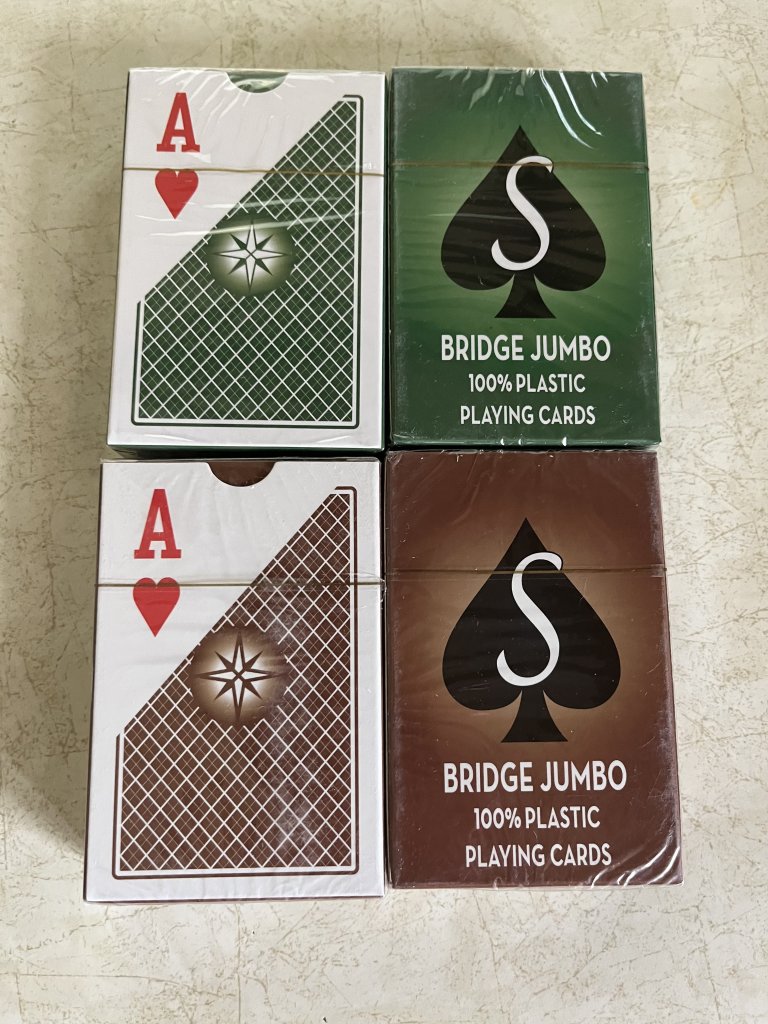 A
S
BRIDGE JUMBO
100% PLASTIC
PLAYING CARDS
A
S
BRIDGE JUMBO
100% PLASTIC
PLAYING CARDS